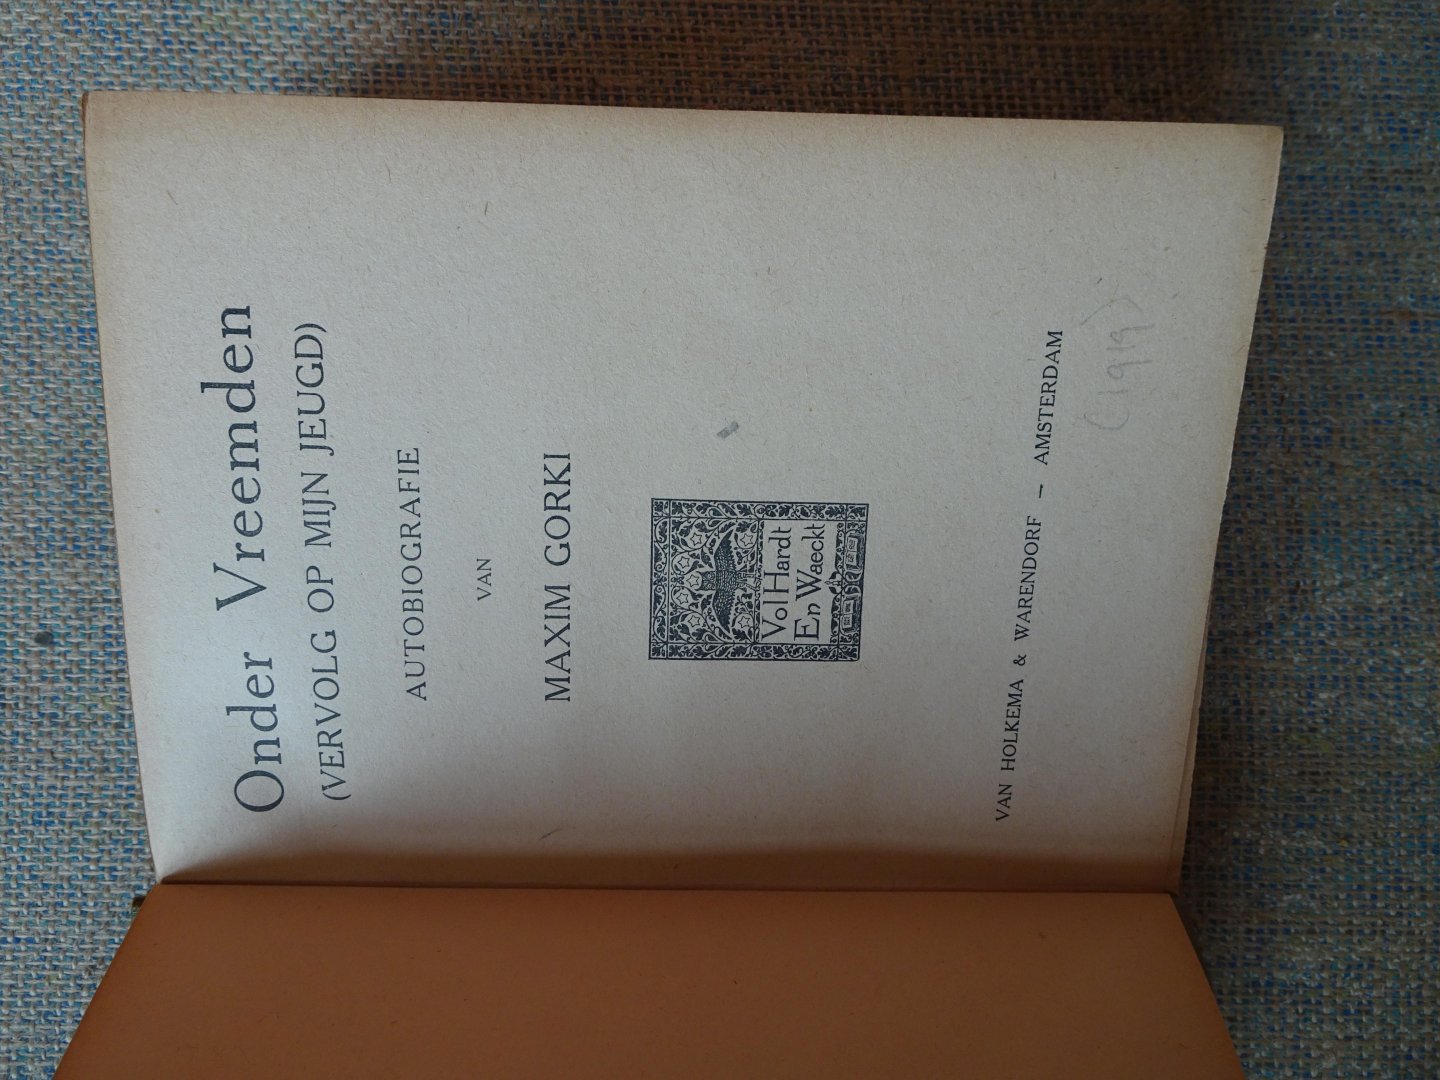 Onder Vreemden
(VERVOLG OP MIJN JEUGD)
AUTOBIOGRAFIE
VAN
MAXIM GORKI
Vol Hardt
En Waeckt
VAN HOLKEMA & WARENDORF – AMSTERDAM
(1919)